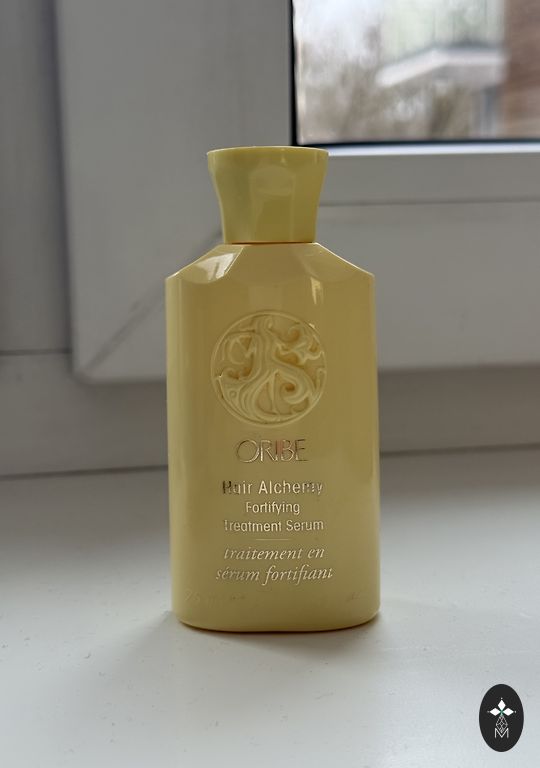 ORIBE
Hair Alchemy
Fortifying
Treatment Serum
traitement en
sérum fortifiant
M